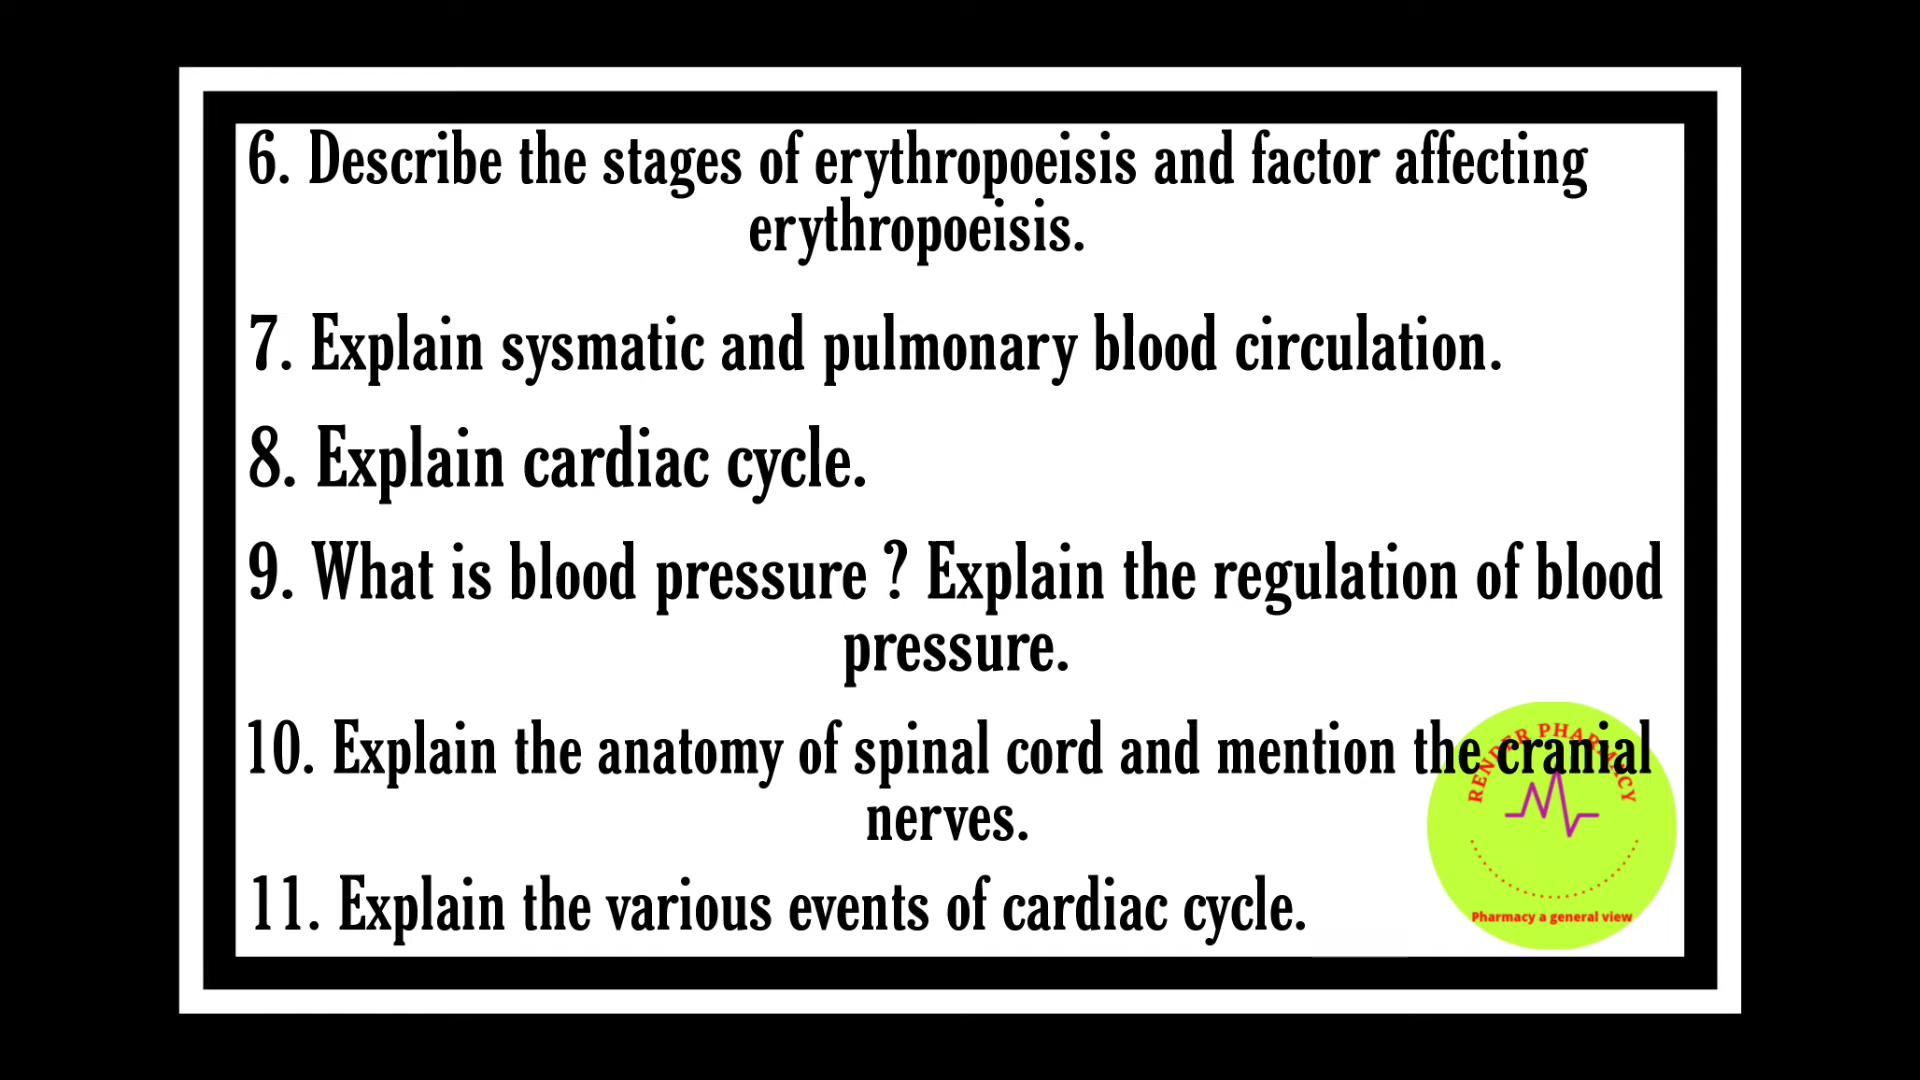 6. Describe the stages of erythropoeisis and factor affecting
erythropoeisis.
7. Explain sysmatic and pulmonary blood circulation.
8. Explain cardiac cycle.
9. What is blood pressure ? Explain the regulation of blood
pressure.
10. Explain the anatomy of spinal cord and mention the cranial
nerves.
11. Explain the various events of cardiac cycle.
RENDER PHARMACY
Pharmacy a general view